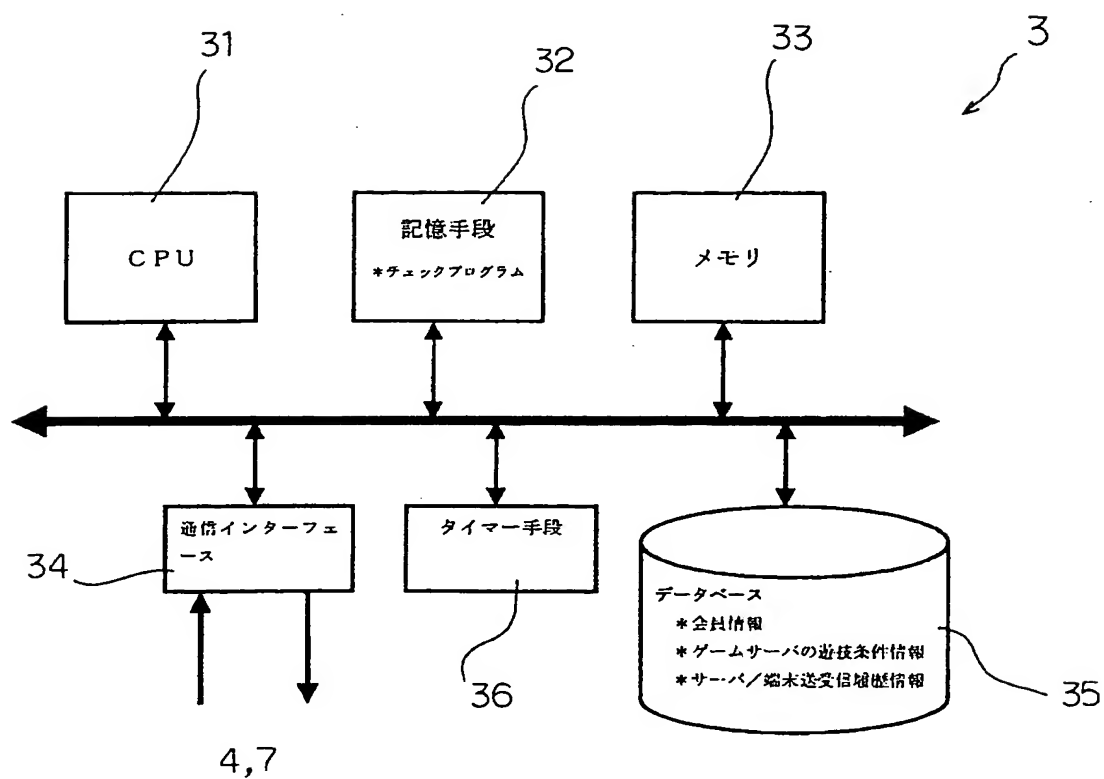 31
32
33
3
CPU
記憶手段
*チェックプログラム
メモリ
通信インターフェ
ース
34
タイマー手段
36
データベース
*会員情報
*ゲームサーバの遊技条件情報
*サーバ/端末送受信履歴情報
35
4,7